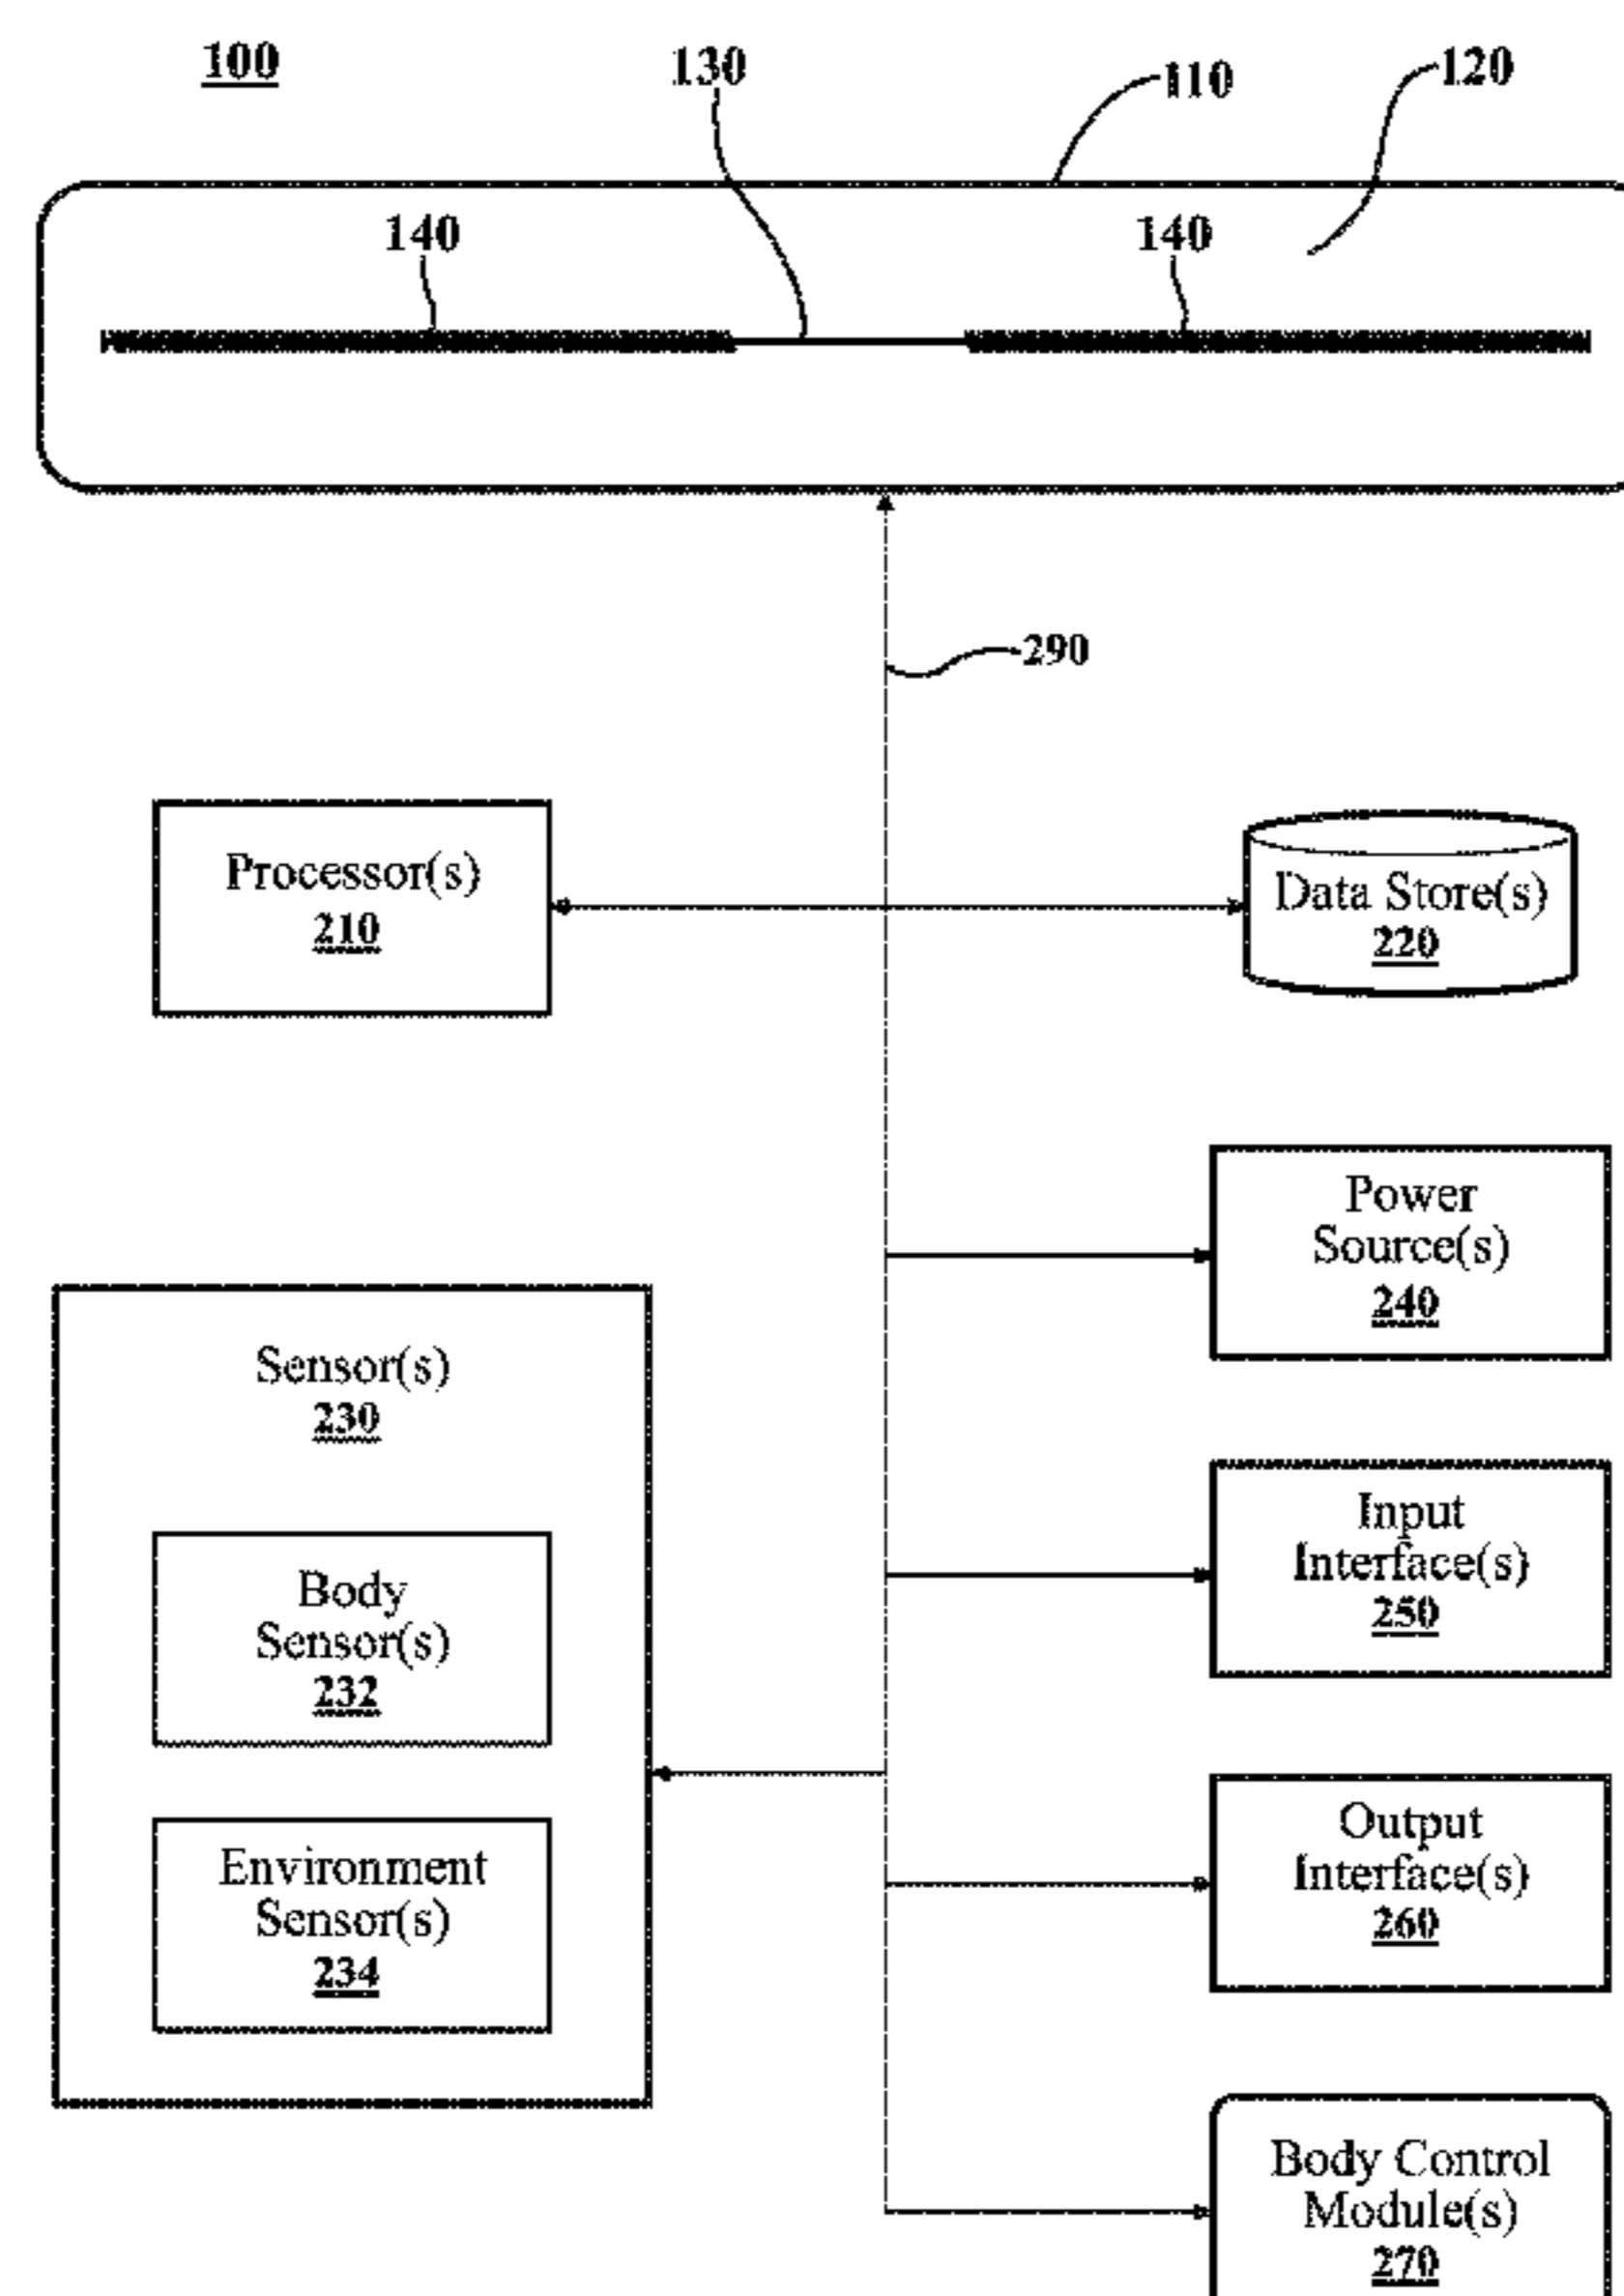 100
130
110
120
140
140
290
Processor(s)
210
Data Store(s)
220
Power
Source(s)
240
Sensor(s)
230
Input
Interface(s)
250
Body
Sensor(s)
232
Output
Interface(s)
260
Environment
Sensor(s)
234
Body Control
Module(s)
270